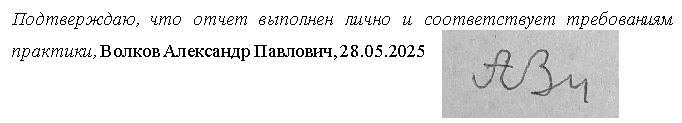 Подтверждаю, что отчет выполнен лично и соответствует требованиям
практики, Волков Александр Павлович, 28.05.2025